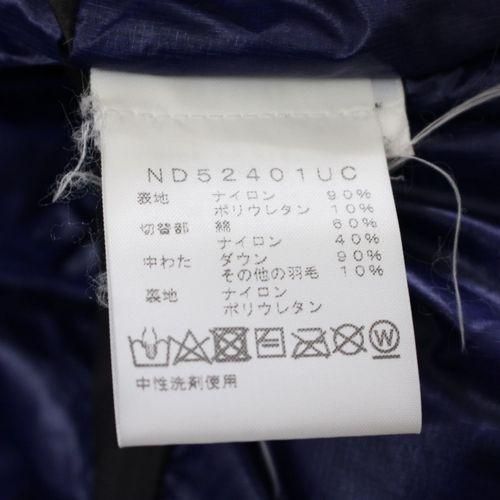 ND52401UC
表地 ナイロン 90%
ポリウレタン 10%
切替部 綿 60%
ナイロン 40%
中わた ダウン 90%
その他の羽毛 10%
裏地 ナイロン
ポリウレタン
W
中性洗剤使用